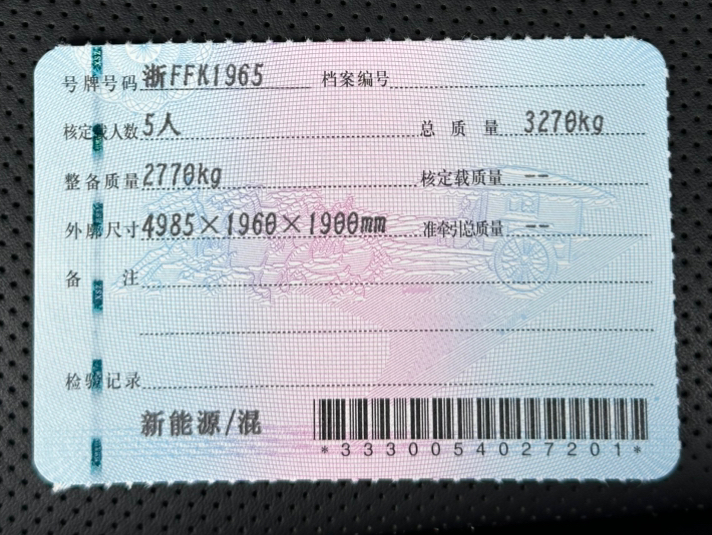 号牌号码 浙FFK1965 档案编号
核定载人数 5人 总质量 3270kg
整备质量 2770kg 核定载质量 --
外廓尺寸 4985×1960×1900mm 准牵引总质量 --
备注
检验记录
新能源/混
*3330054027201*